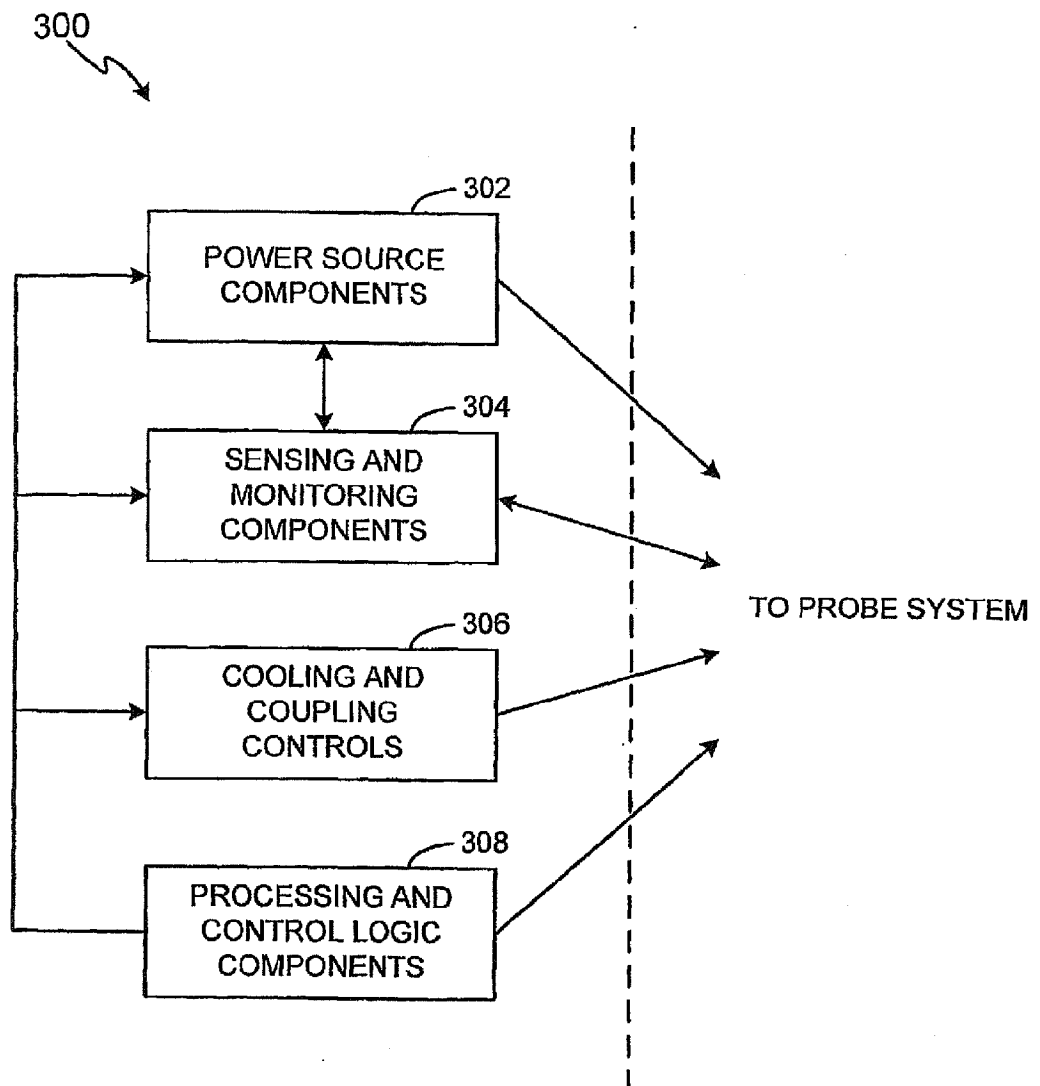 300
302
POWER SOURCE
COMPONENTS
304
SENSING AND
MONITORING
COMPONENTS
TO PROBE SYSTEM
306
COOLING AND
COUPLING
CONTROLS
308
PROCESSING AND
CONTROL LOGIC
COMPONENTS